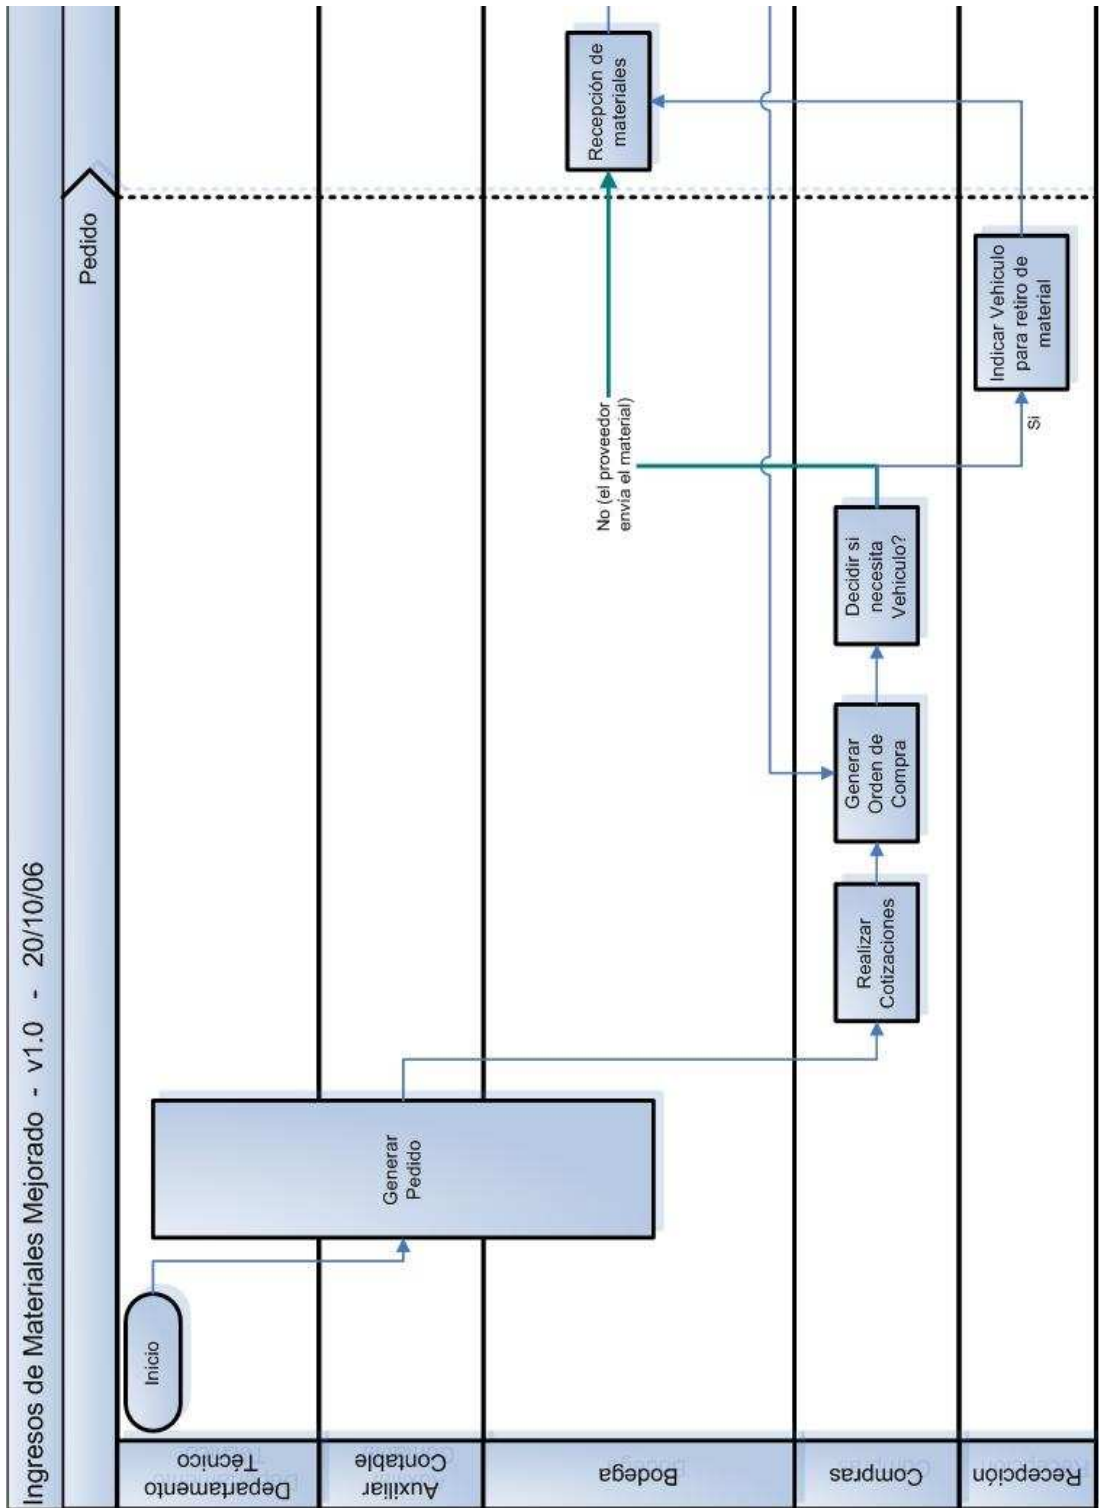 Ingresos de Materiales Mejorado - v1.0 - 20/10/06
Pedido
Departamento
Técnico
Inicio
Auxiliar
Contable
Generar
Pedido
Bodega
No (el proveedor
envía el material)
Recepción de
materiales
Compras
Realizar
Cotizaciones
Generar
Orden de
Compra
Decidir si
necesita
Vehiculo?
Recepción
Si
Indicar Vehiculo
para retiro de
material